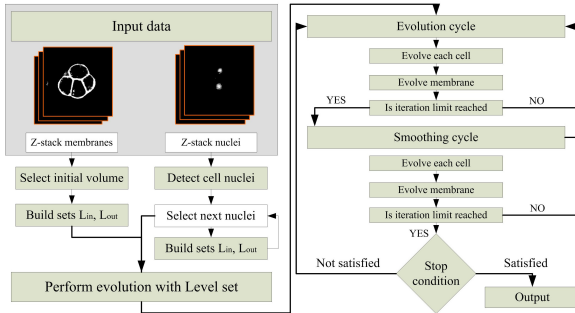 Input data
Z-stack membranes
Z-stack nuclei
Select initial volume
Detect cell nuclei
Build sets Lin, Lout
Select next nuclei
Build sets Lin, Lout
Perform evolution with Level set
Evolution cycle
Evolve each cell
Evolve membrane
YES
Is iteration limit reached
NO
Smoothing cycle
Evolve each cell
Evolve membrane
Is iteration limit reached
NO
YES
Not satisfied
Stop
condition
Satisfied
Output